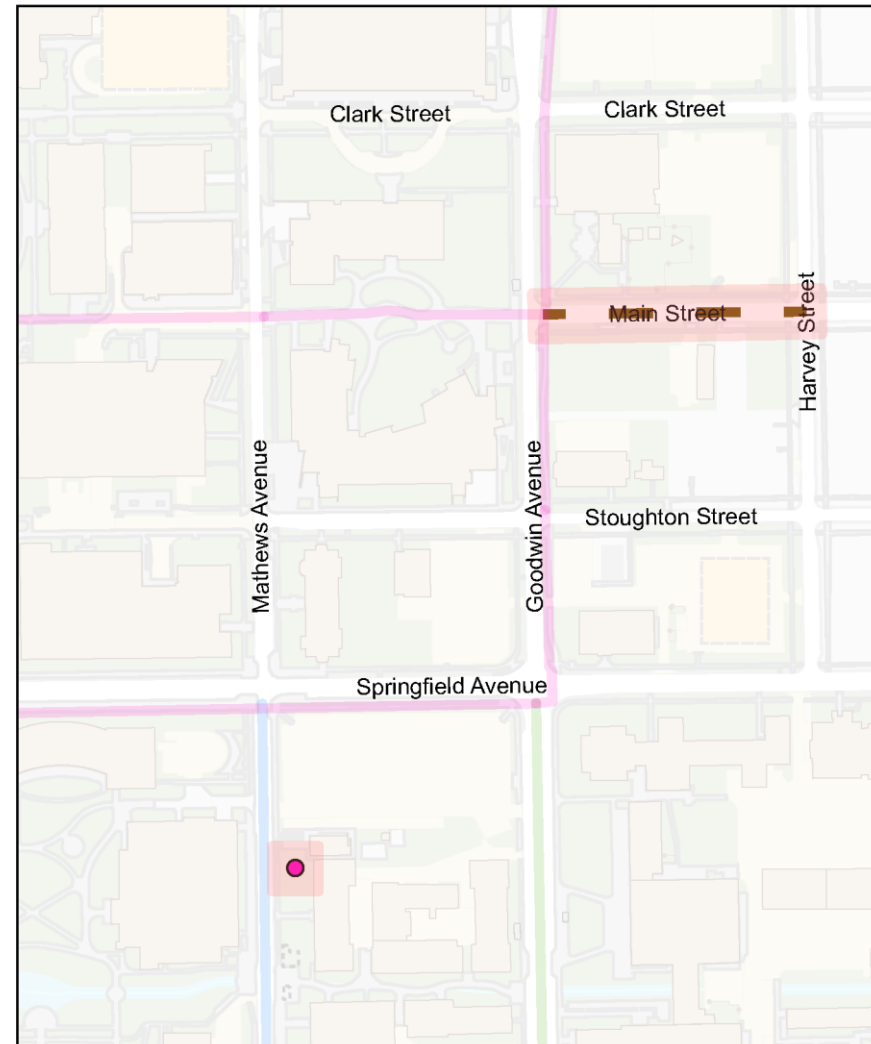 Clark Street
Clark Street
Main Street
Harvey Street
Mathews Avenue
Goodwin Avenue
Stoughton Street
Springfield Avenue